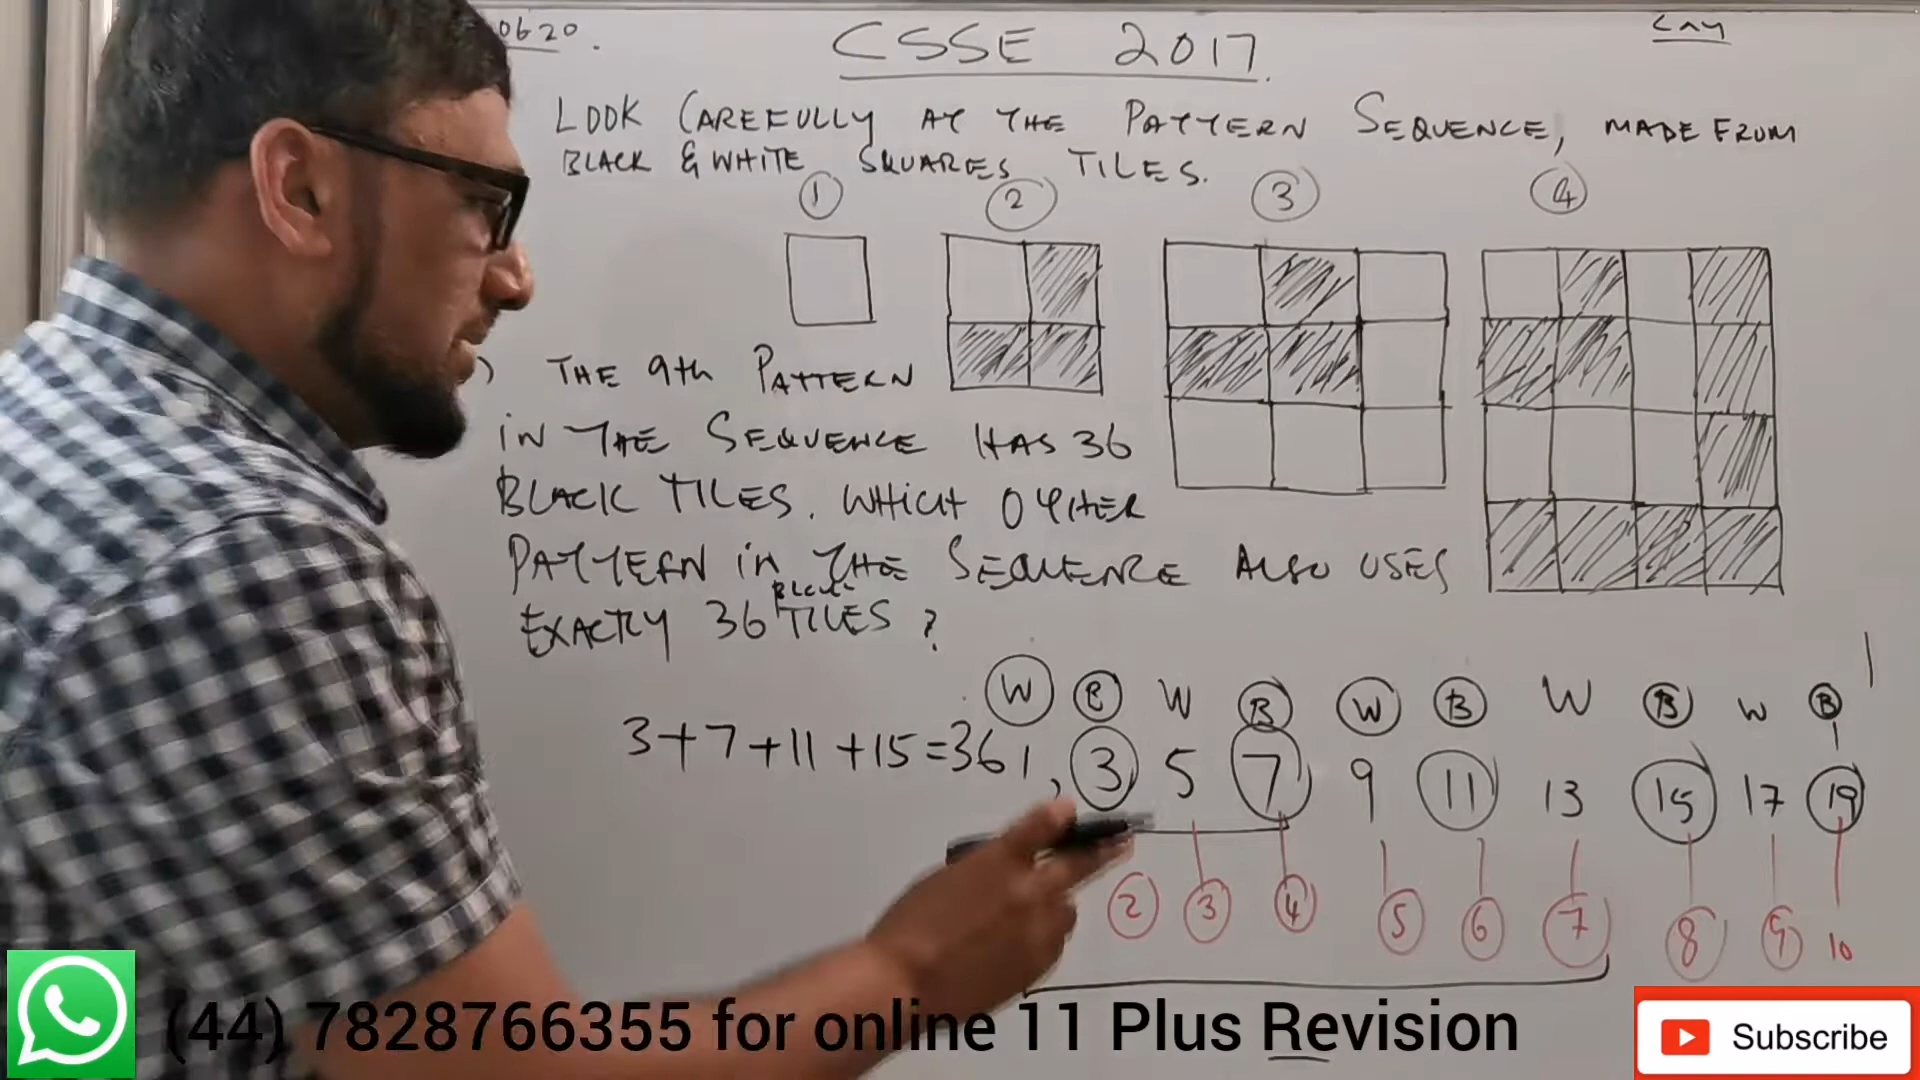 0620.
CSSE 2017.
LOOK CAREFULLY AT THE PATTERN SEQUENCE, MADE FROM
BLACK & WHITE SQUARES TILES.
1 2 3 4
) THE 9th PATTERN
IN THE SEQUENCE HAS 36
BLACK TILES. WHICH OTHER
PATTERN IN THE SEQUENCE ALSO USES
EXACTLY 36 BLACK TILES ?
W B W B W B W B W B
3+7+11+15=36
1, 3 5 7 9 11 13 15 17 19
2 3 4 5 6 7 8 9 10
(44) 7828766355 for online 11 Plus Revision
Subscribe